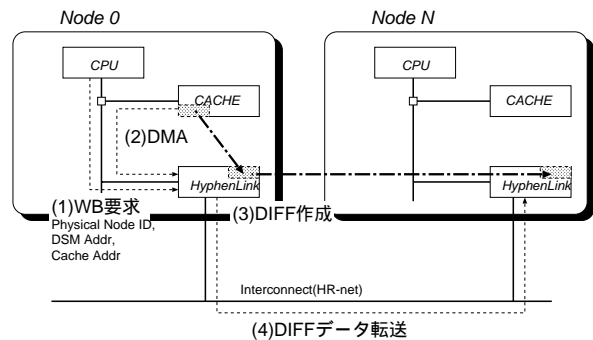 Node 0
Node N
CPU
CPU
CACHE
CACHE
(2)DMA
HyphenLink
HyphenLink
(1)WB要求
(3)DIFF作成
Physical Node ID,
DSM Addr,
Cache Addr
Interconnect(HR-net)
(4)DIFFデータ転送